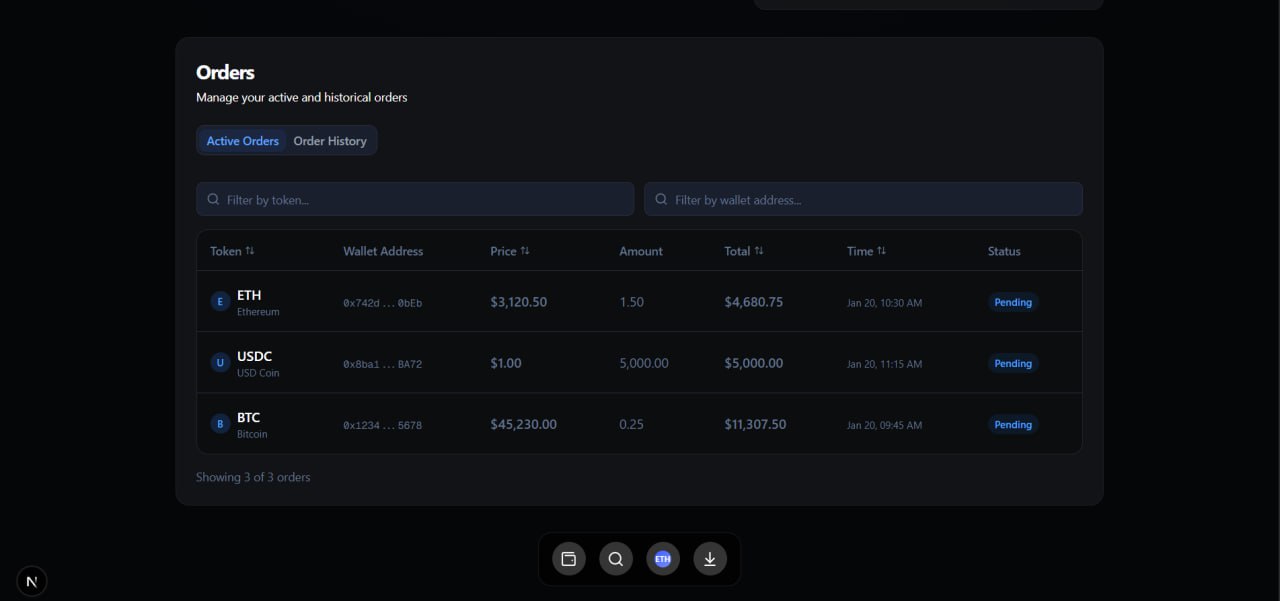 Orders
Manage your active and historical orders
Active Orders Order History
Filter by token... Filter by wallet address...
Token Wallet Address Price Amount Total Time Status
E ETH 0x742d...0bEb $3,120.50 1.50 $4,680.75 Jan 20, 10:30 AM Pending
Ethereum
U USDC 0x8ba1...BA72 $1.00 5,000.00 $5,000.00 Jan 20, 11:15 AM Pending
USD Coin
B BTC 0x1234...5678 $45,230.00 0.25 $11,307.50 Jan 20, 09:45 AM Pending
Bitcoin
Showing 3 of 3 orders
ETH
N